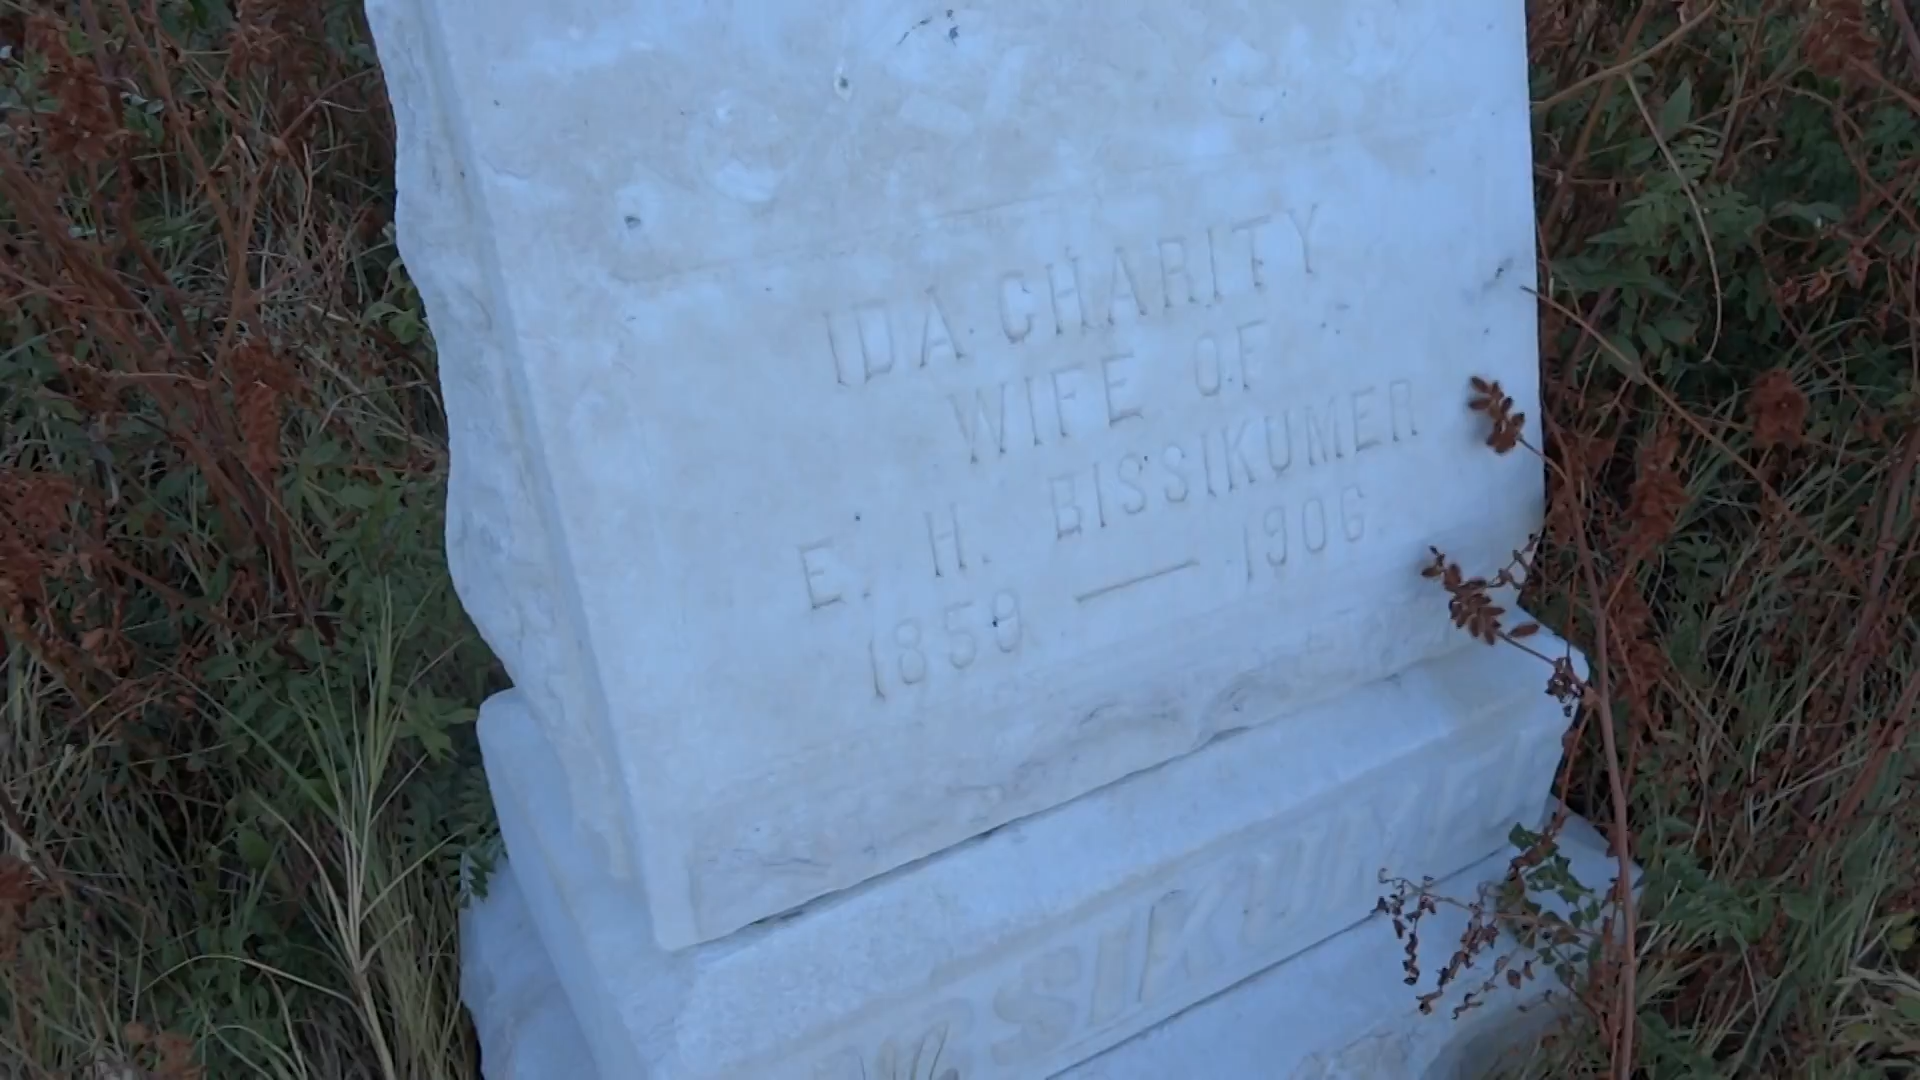 IDA CHARITY
WIFE OF
E. H. BISSIKUMER
1859 — 1906